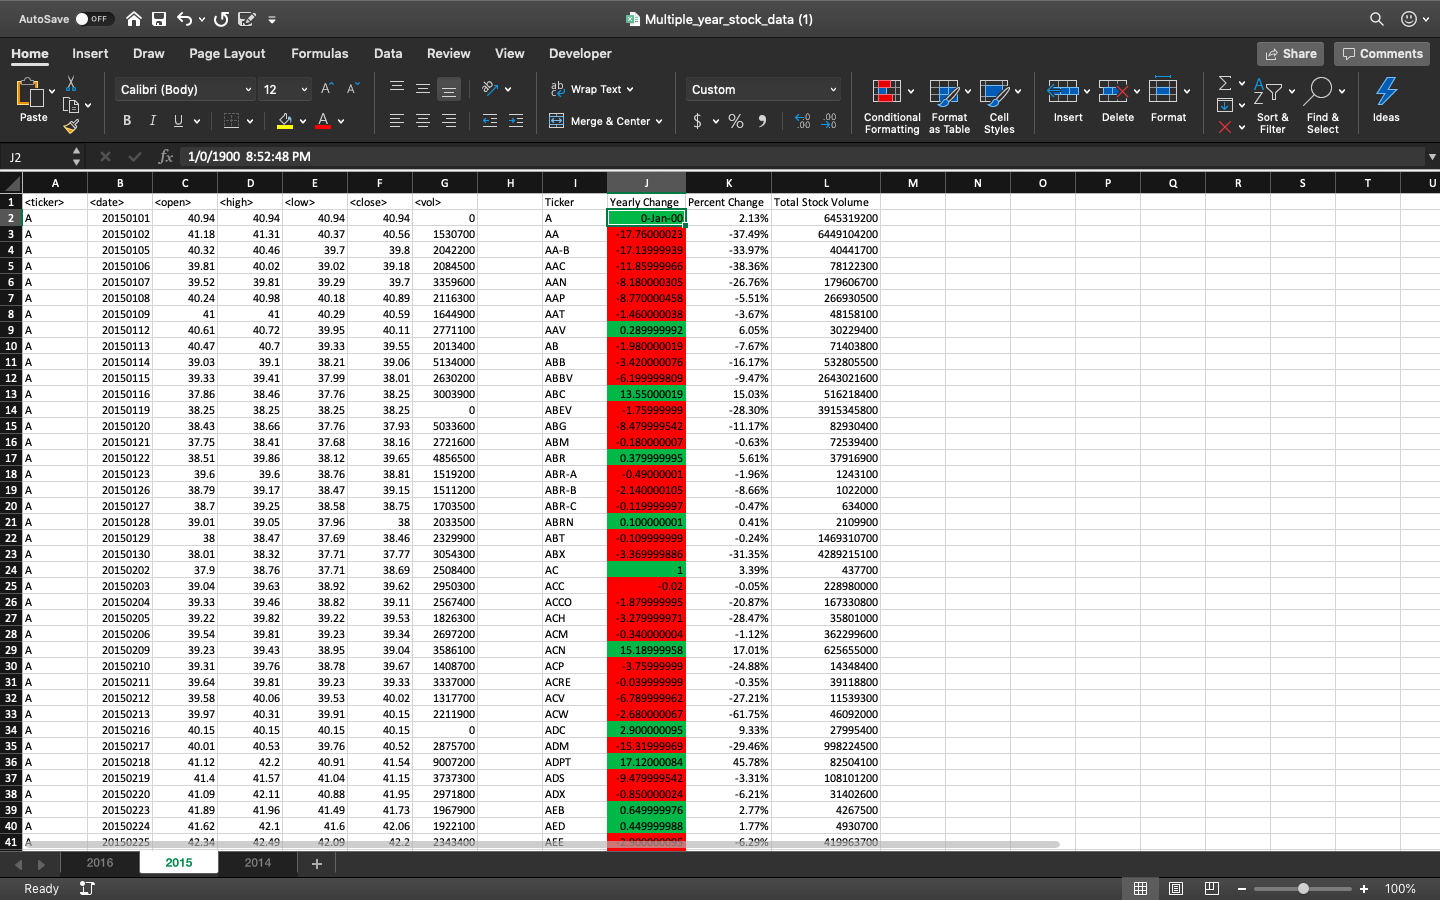 AutoSave OFF Multiple_year_stock_data (1)
Home Insert Draw Page Layout Formulas Data Review View Developer Share Comments
Paste Calibri (Body) 12 A^ A˅ ab Wrap Text Custom Conditional Formatting Format as Table Cell Styles Insert Delete Format Sort & Filter Find & Select Ideas
B I U A Merge & Center $ % 9
J2 fx 1/0/1900 8:52:48 PM
A B C D E F G H I J K L M N O P Q R S T U
1 <ticker> <date> <open> <high> <low> <close> <vol> Ticker Yearly Change Percent Change Total Stock Volume
2 A 20150101 40.94 40.94 40.94 40.94 0 A 0-Jan-00 2.13% 645319200
3 A 20150102 41.18 41.31 40.37 40.56 1530700 AA -17.76000023 -37.49% 6449104200
4 A 20150105 40.32 40.46 39.7 39.8 2042200 AA-B -17.13999939 -33.97% 40441700
5 A 20150106 39.81 40.02 39.02 39.18 2084500 AAC -11.85999966 -38.36% 78122300
6 A 20150107 39.52 39.81 39.29 39.7 3359600 AAN -8.180000305 -26.76% 179606700
7 A 20150108 40.24 40.98 40.18 40.89 2116300 AAP -8.770000458 -5.51% 266930500
8 A 20150109 41 41 40.29 40.59 1644900 AAT -1.460000038 -3.67% 48158100
9 A 20150112 40.61 40.72 39.95 40.11 2771100 AAV 0.289999992 6.05% 30229400
10 A 20150113 40.47 40.7 39.33 39.55 2013400 AB -1.980000019 -7.67% 71403800
11 A 20150114 39.03 39.1 38.21 39.06 5134000 ABB -3.420000076 -16.17% 532805500
12 A 20150115 39.33 39.41 37.99 38.01 2630200 ABBV -6.199999809 -9.47% 2643021600
13 A 20150116 37.86 38.46 37.76 38.25 3003900 ABC 13.55000019 15.03% 516218400
14 A 20150119 38.25 38.25 38.25 38.25 0 ABEV -1.75999999 -28.30% 3915345800
15 A 20150120 38.43 38.66 37.76 37.93 5033600 ABG -8.479999542 -11.17% 82930400
16 A 20150121 37.75 38.41 37.68 38.16 2721600 ABM -0.180000007 -0.63% 72539400
17 A 20150122 38.51 39.86 38.12 39.65 4856500 ABR 0.379999995 5.61% 37916900
18 A 20150123 39.6 39.6 38.76 38.81 1519200 ABR-A -0.49000001 -1.96% 1243100
19 A 20150126 38.79 39.17 38.47 39.15 1511200 ABR-B -2.140000105 -8.66% 1022000
20 A 20150127 38.7 39.25 38.58 38.75 1703500 ABR-C -0.119999997 -0.47% 634000
21 A 20150128 39.01 39.05 37.96 38 2033500 ABRN 0.100000001 0.41% 2109900
22 A 20150129 38 38.47 37.69 38.46 2329900 ABT -0.109999999 -0.24% 1469310700
23 A 20150130 38.01 38.32 37.71 37.77 3054300 ABX -3.369999886 -31.35% 4289215100
24 A 20150202 37.9 38.76 37.71 38.69 2508400 AC 1 3.39% 437700
25 A 20150203 39.04 39.63 38.92 39.62 2950300 ACC -0.02 -0.05% 228980000
26 A 20150204 39.33 39.46 38.82 39.11 2567400 ACCO -1.879999995 -20.87% 167330800
27 A 20150205 39.22 39.82 39.22 39.53 1826300 ACH -3.279999971 -28.47% 35801000
28 A 20150206 39.54 39.81 39.23 39.34 2697200 ACM -0.340000004 -1.12% 362299600
29 A 20150209 39.23 39.43 38.95 39.04 3586100 ACN 15.18999958 17.01% 625655000
30 A 20150210 39.31 39.76 38.78 39.67 1408700 ACP -3.75999999 -24.88% 14348400
31 A 20150211 39.64 39.81 39.23 39.33 3337000 ACRE -0.039999999 -0.35% 39118800
32 A 20150212 39.58 40.06 39.53 40.02 1317700 ACV -6.789999962 -27.21% 11539300
33 A 20150213 39.97 40.31 39.91 40.15 2211900 ACW -2.680000067 -61.75% 46092000
34 A 20150216 40.15 40.15 40.15 40.15 0 ADC 2.900000095 9.33% 27995400
35 A 20150217 40.01 40.53 39.76 40.52 2875700 ADM -15.31999969 -29.46% 998224500
36 A 20150218 41.12 42.2 40.91 41.54 9007200 ADPT 17.12000084 45.78% 82504100
37 A 20150219 41.4 41.57 41.04 41.15 3737300 ADS -9.479999542 -3.31% 108101200
38 A 20150220 41.09 42.11 40.88 41.95 2971800 ADX -0.850000024 -6.21% 31402600
39 A 20150223 41.89 41.96 41.49 41.73 1967900 AEB 0.649999976 2.77% 4267500
40 A 20150224 41.62 42.1 41.6 42.06 1922100 AED 0.449999988 1.77% 4930700
41 A 20150225 42.34 42.49 42.09 42.2 2343400 AEE -2.900000095 -6.29% 419963700
2016 2015 2014 +
Ready 100%